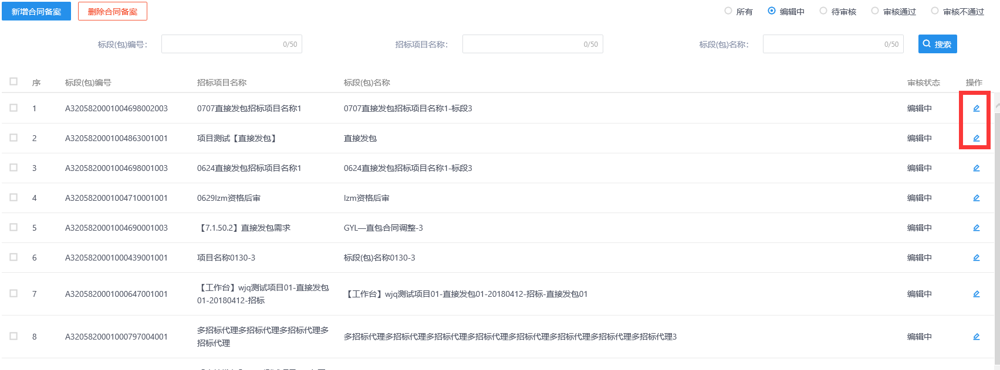 新增合同备案 删除合同备案 所有 编辑中 待审核 审核通过 审核不通过
标段(包)编号: 0/50 招标项目名称: 0/50 标段(包)名称: 0/50 搜索
序 标段(包)编号 招标项目名称 标段(包)名称 审核状态 操作
1 A3205820001004698002003 0707直接发包招标项目名称1 0707直接发包招标项目名称1-标段3 编辑中
2 A3205820001004863001001 项目测试【直接发包】 直接发包 编辑中
3 A3205820001004698001003 0624直接发包招标项目名称1 0624直接发包招标项目名称1-标段3 编辑中
4 A3205820001004710001001 0629lzm资格后审 lzm资格后审 编辑中
5 A3205820001004690001003 【7.1.50.2】直接发包需求 GYL—直包合同调整-3 编辑中
6 A3205820001000439001001 项目名称0130-3 标段(包)名称0130-3 编辑中
7 A3205820001000647001001 【工作台】wjq测试项目01-直接发包01-20180412-招标 【工作台】wjq测试项目01-直接发包01-20180412-招标-直接发包01 编辑中
8 A3205820001000797004001 多招标代理多招标代理多招标代理多招标代理 多招标代理多招标代理多招标代理多招标代理多招标代理多招标代理多招标代理多招标代理3 编辑中